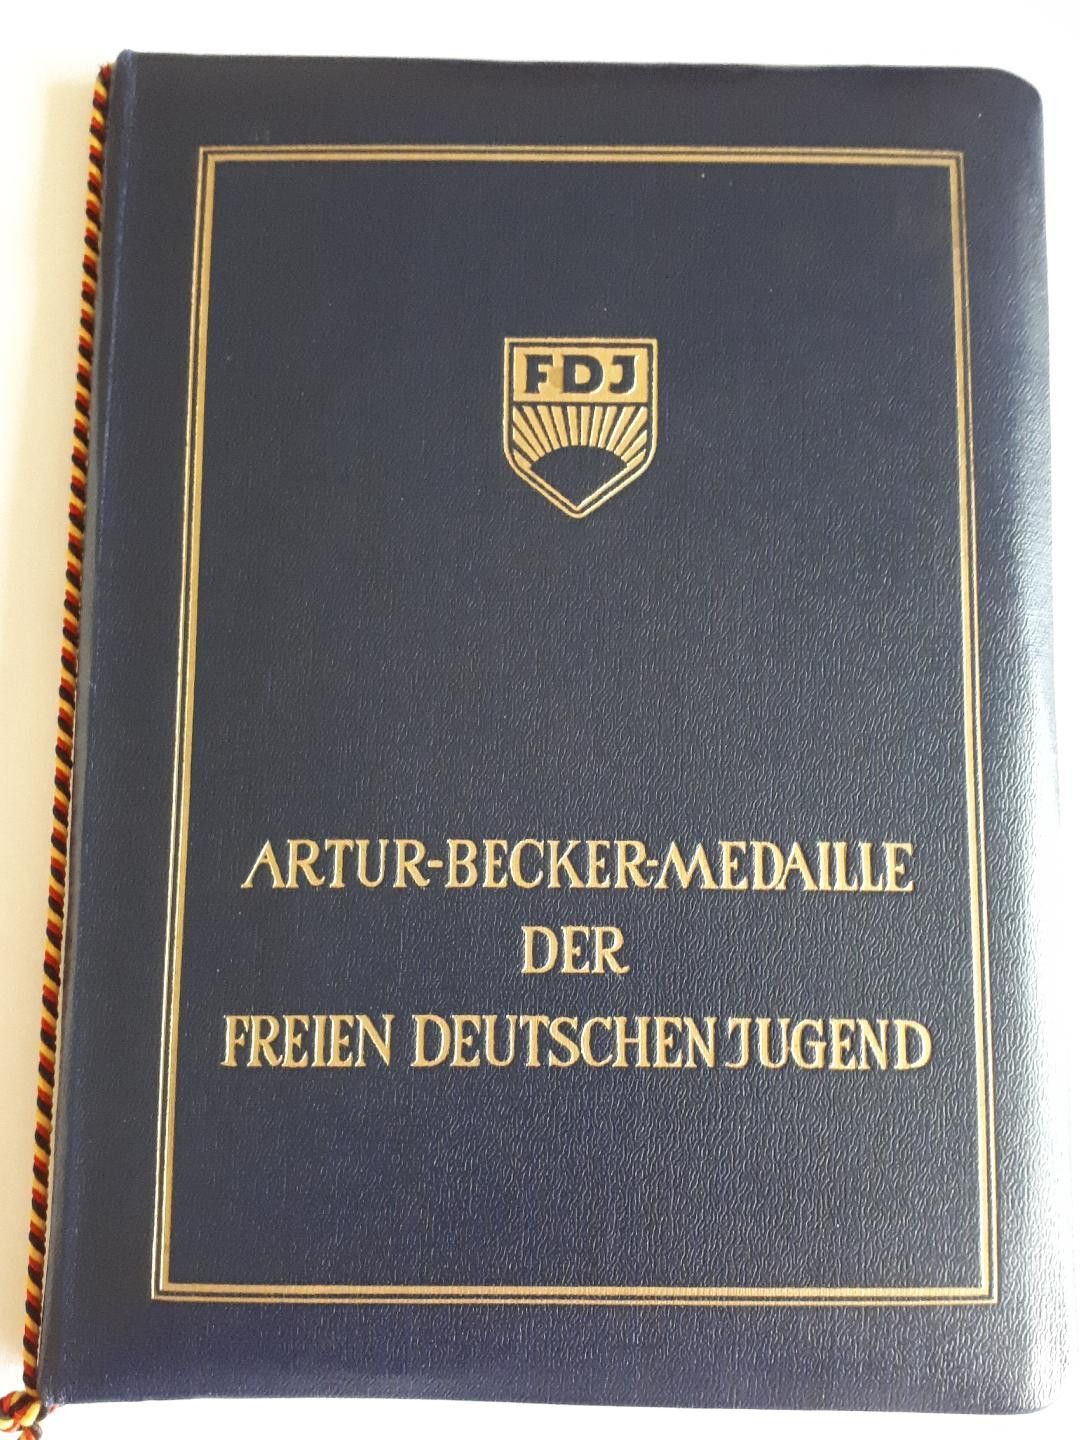 FDJ
ARTUR-BECKER-MEDAILLE
DER
FREIEN DEUTSCHEN JUGEND